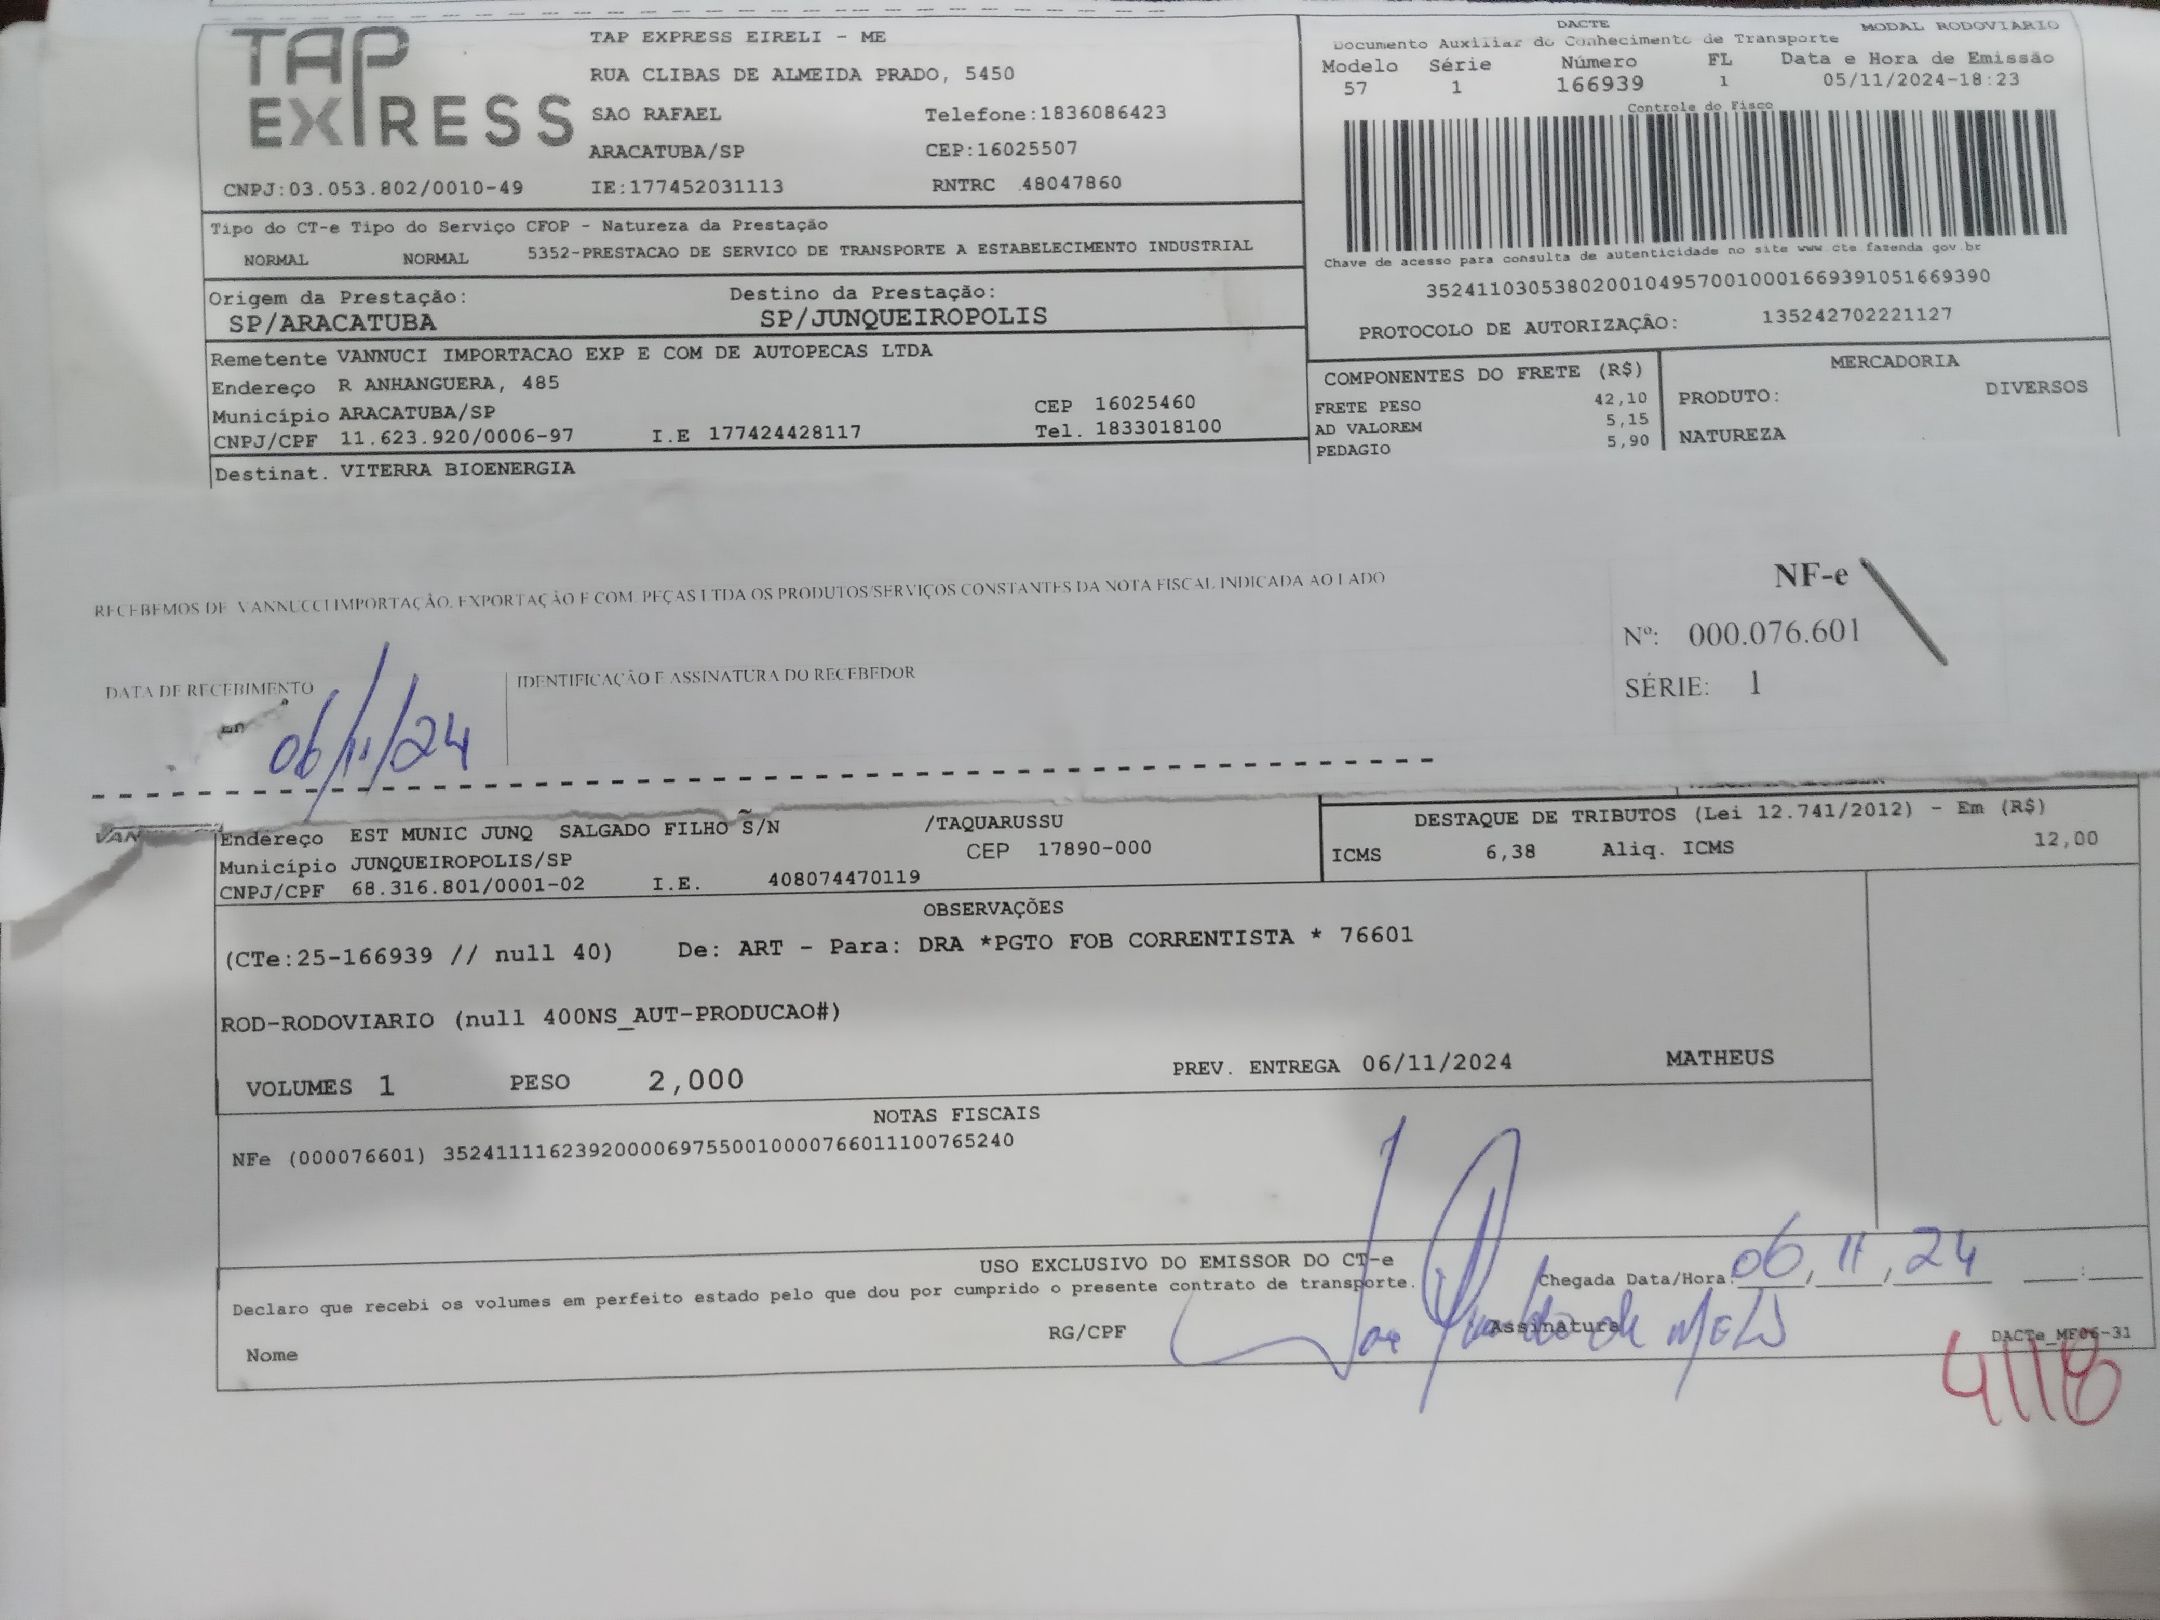 TAP EXPRESS
TAP EXPRESS EIRELI - ME
RUA CLIBAS DE ALMEIDA PRADO, 5450
SAO RAFAEL Telefone:1836086423
ARACATUBA/SP CEP:16025507
CNPJ:03.053.802/0010-49 IE:177452031113 RNTRC 48047860
DACTE MODAL RODOVIARIO
Documento Auxiliar do Conhecimento de Transporte
Modelo Série Número FL Data e Hora de Emissão
57 1 166939 1 05/11/2024-18:23
Controle do Fisco
Chave de acesso para consulta de autenticidade no site www.cte.fazenda.gov.br
35241103053802001049570010001669391051669390
PROTOCOLO DE AUTORIZAÇÃO: 135242702221127
Tipo do CT-e Tipo do Serviço CFOP - Natureza da Prestação
NORMAL NORMAL 5352-PRESTACAO DE SERVICO DE TRANSPORTE A ESTABELECIMENTO INDUSTRIAL
Origem da Prestação: Destino da Prestação:
SP/ARACATUBA SP/JUNQUEIROPOLIS
Remetente VANNUCI IMPORTACAO EXP E COM DE AUTOPECAS LTDA
Endereço R ANHANGUERA, 485
Município ARACATUBA/SP CEP 16025460
CNPJ/CPF 11.623.920/0006-97 I.E 177424428117 Tel. 1833018100
Destinat. VITERRA BIOENERGIA
COMPONENTES DO FRETE (R$)
FRETE PESO 42,10
AD VALOREM 5,15
PEDAGIO 5,90
MERCADORIA
PRODUTO: DIVERSOS
NATUREZA
RECEBEMOS DE VANNUCCI IMPORTAÇÃO, EXPORTAÇÃO E COM. PEÇAS LTDA OS PRODUTOS/SERVIÇOS CONSTANTES DA NOTA FISCAL INDICADA AO LADO
NF-e
Nº: 000.076.601
SÉRIE: 1
DATA DE RECEBIMENTO IDENTIFICAÇÃO E ASSINATURA DO RECEBEDOR
06/11/24
VAN
Endereço EST MUNIC JUNQ SALGADO FILHO S/N /TAQUARUSSU
Município JUNQUEIROPOLIS/SP CEP 17890-000
CNPJ/CPF 68.316.801/0001-02 I.E. 408074470119
DESTAQUE DE TRIBUTOS (Lei 12.741/2012) - Em (R$)
ICMS 6,38 Aliq. ICMS 12,00
OBSERVAÇÕES
(CTe:25-166939 // null 40) De: ART - Para: DRA *PGTO FOB CORRENTISTA * 76601
ROD-RODOVIARIO (null 400NS_AUT-PRODUCAO#)
VOLUMES 1 PESO 2,000 PREV. ENTREGA 06/11/2024 MATHEUS
NOTAS FISCAIS
NFe (000076601) 35241111623920000697550010000766011100765240
USO EXCLUSIVO DO EMISSOR DO CT-e
Declaro que recebi os volumes em perfeito estado pelo que dou por cumprido o presente contrato de transporte. Chegada Data/Hora: 06/11/24 __:__
Nome RG/CPF Assinatura DACTe_MF06-31
4118